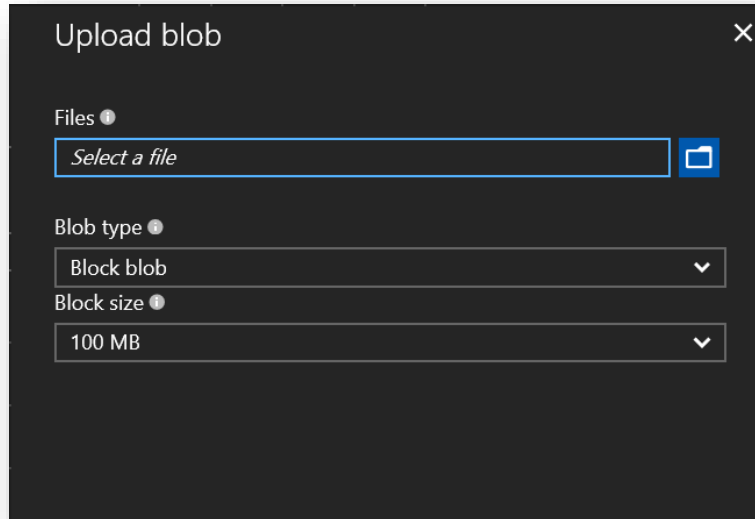 Upload blob
Files
Select a file
Blob type
Block blob
Block size
100 MB